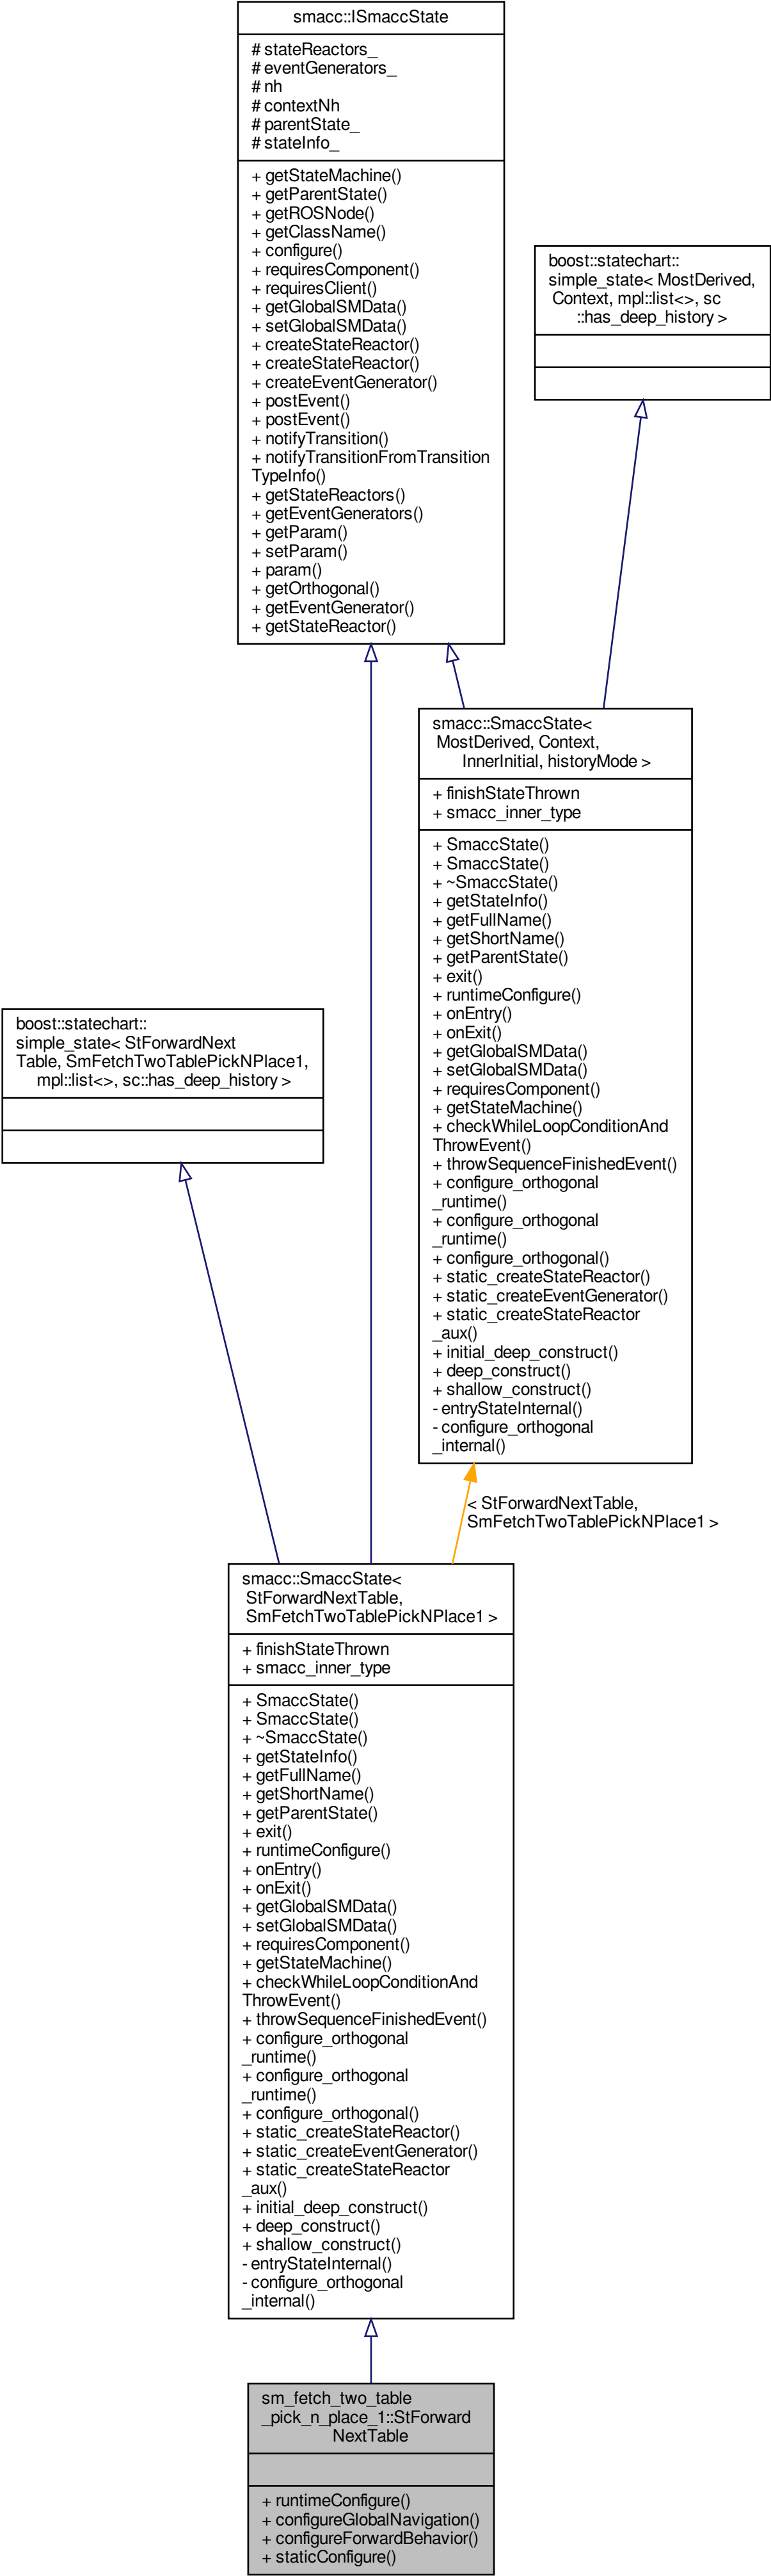 smacc::ISmaccState
# stateReactors_
# eventGenerators_
# nh
# contextNh
# parentState_
# stateInfo_
+ getStateMachine()
+ getParentState()
+ getROSNode()
+ getClassName()
+ configure()
+ requiresComponent()
+ requiresClient()
+ getGlobalSMData()
+ setGlobalSMData()
+ createStateReactor()
+ createStateReactor()
+ createEventGenerator()
+ postEvent()
+ postEvent()
+ notifyTransition()
+ notifyTransitionFromTransition
TypeInfo()
+ getStateReactors()
+ getEventGenerators()
+ getParam()
+ setParam()
+ param()
+ getOrthogonal()
+ getEventGenerator()
+ getStateReactor()
boost::statechart::
simple_state< MostDerived,
Context, mpl::list<>, sc
::has_deep_history >
smacc::SmaccState<
MostDerived, Context,
InnerInitial, historyMode >
+ finishStateThrown
+ smacc_inner_type
+ SmaccState()
+ SmaccState()
+ ~SmaccState()
+ getStateInfo()
+ getFullName()
+ getShortName()
+ getParentState()
+ exit()
+ runtimeConfigure()
+ onEntry()
+ onExit()
+ getGlobalSMData()
+ setGlobalSMData()
+ requiresComponent()
+ getStateMachine()
+ checkWhileLoopConditionAnd
ThrowEvent()
+ throwSequenceFinishedEvent()
+ configure_orthogonal
_runtime()
+ configure_orthogonal
_runtime()
+ configure_orthogonal()
+ static_createStateReactor()
+ static_createEventGenerator()
+ static_createStateReactor
_aux()
+ initial_deep_construct()
+ deep_construct()
+ shallow_construct()
- entryStateInternal()
- configure_orthogonal
_internal()
boost::statechart::
simple_state< StForwardNext
Table, SmFetchTwoTablePickNPlace1,
mpl::list<>, sc::has_deep_history >
< StForwardNextTable,
SmFetchTwoTablePickNPlace1 >
smacc::SmaccState<
StForwardNextTable,
SmFetchTwoTablePickNPlace1 >
+ finishStateThrown
+ smacc_inner_type
+ SmaccState()
+ SmaccState()
+ ~SmaccState()
+ getStateInfo()
+ getFullName()
+ getShortName()
+ getParentState()
+ exit()
+ runtimeConfigure()
+ onEntry()
+ onExit()
+ getGlobalSMData()
+ setGlobalSMData()
+ requiresComponent()
+ getStateMachine()
+ checkWhileLoopConditionAnd
ThrowEvent()
+ throwSequenceFinishedEvent()
+ configure_orthogonal
_runtime()
+ configure_orthogonal
_runtime()
+ configure_orthogonal()
+ static_createStateReactor()
+ static_createEventGenerator()
+ static_createStateReactor
_aux()
+ initial_deep_construct()
+ deep_construct()
+ shallow_construct()
- entryStateInternal()
- configure_orthogonal
_internal()
sm_fetch_two_table
_pick_n_place_1::StForward
NextTable
+ runtimeConfigure()
+ configureGlobalNavigation()
+ configureForwardBehavior()
+ staticConfigure()